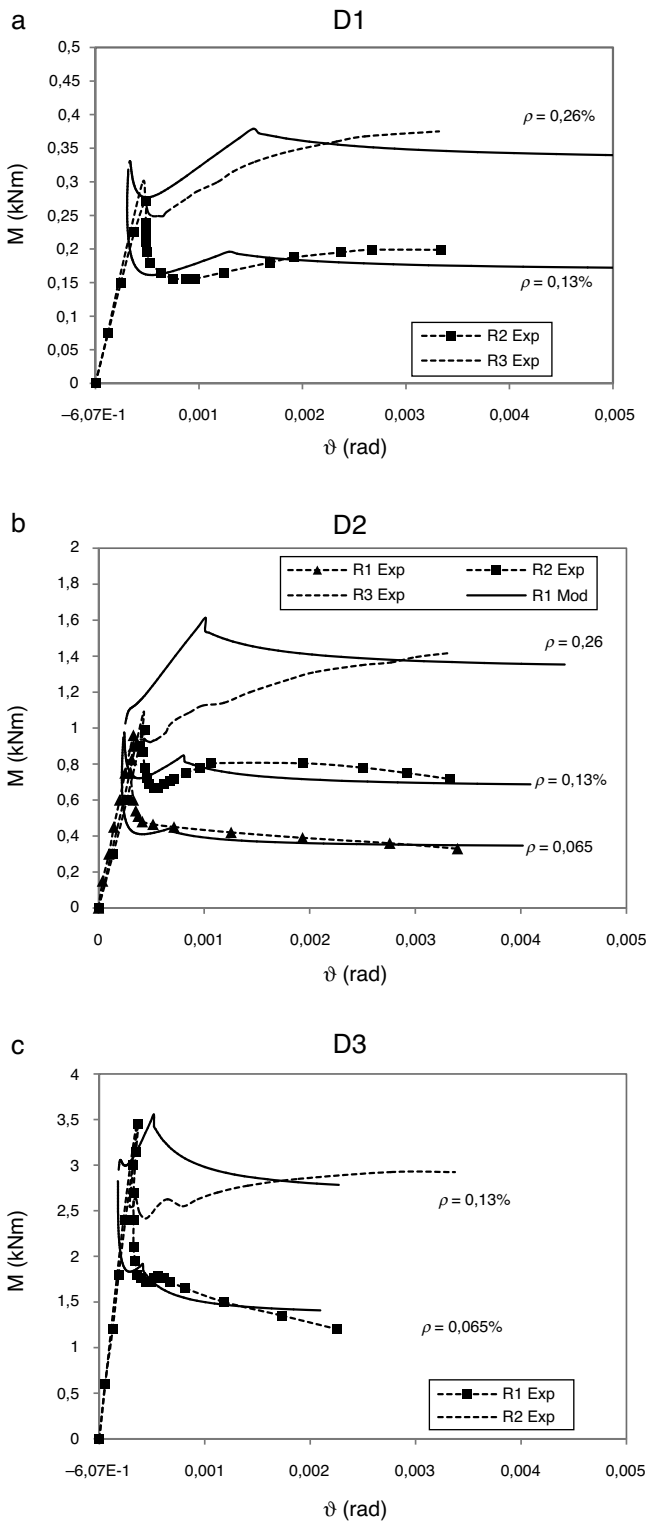 a
D1
0,5
0,45
0,4
0,35
0,3
0,25
0,2
0,15
0,1
0,05
0
M (kNm)
ρ = 0,26%
ρ = 0,13%
R2 Exp
R3 Exp
−6,07E-1 0,001 0,002 0,003 0,004 0,005
ϑ (rad)
b
D2
2
1,8
1,6
1,4
1,2
1
0,8
0,6
0,4
0,2
0
M (kNm)
R1 Exp R2 Exp
R3 Exp R1 Mod
ρ = 0,26
ρ = 0,13%
ρ = 0,065
0 0,001 0,002 0,003 0,004 0,005
ϑ (rad)
c
D3
4
3,5
3
2,5
2
1,5
1
0,5
0
M (kNm)
ρ = 0,13%
ρ = 0,065%
R1 Exp
R2 Exp
−6,07E-1 0,001 0,002 0,003 0,004 0,005
ϑ (rad)